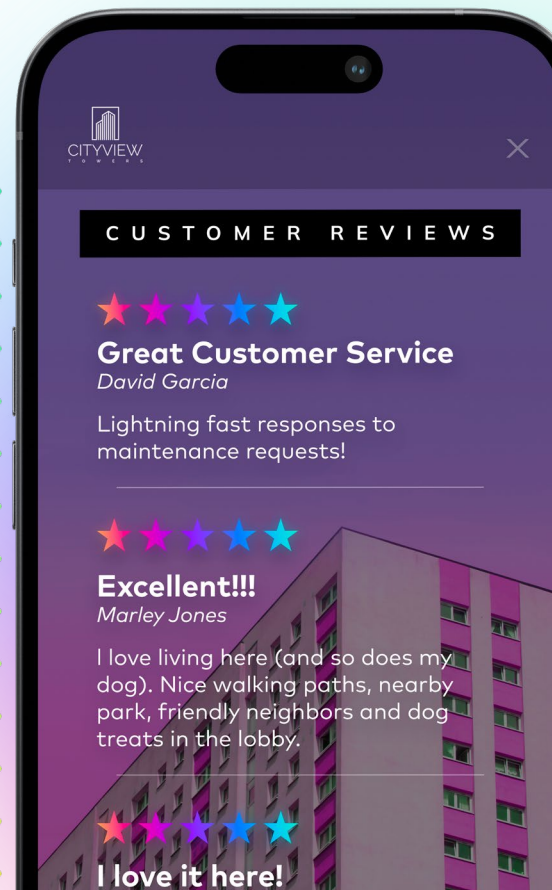 CITYVIEW
TOWERS
CUSTOMER REVIEWS
Great Customer Service
David Garcia
Lightning fast responses to
maintenance requests!
Excellent!!!
Marley Jones
I love living here (and so does my
dog). Nice walking paths, nearby
park, friendly neighbors and dog
treats in the lobby.
I love it here!